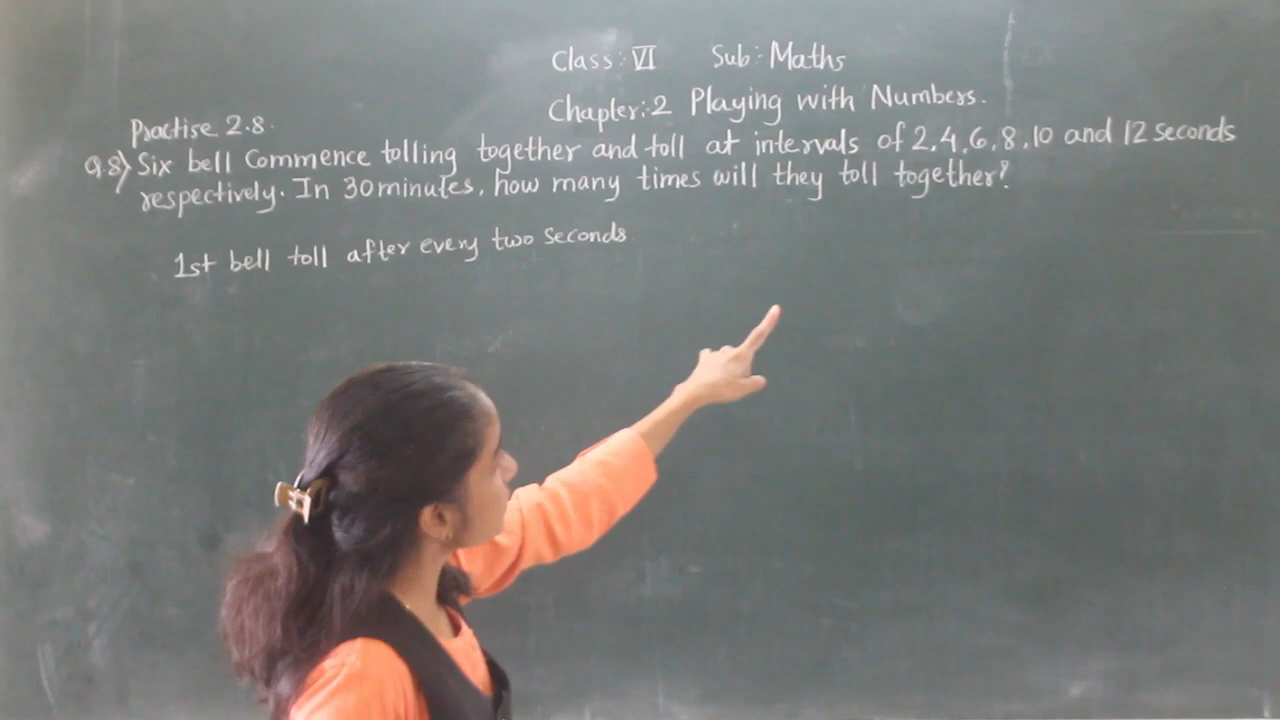 Class: VI Sub: Maths
Chapter:2 Playing with Numbers.
Practise 2.8.
Q.8) Six bell Commence tolling together and toll at intervals of 2,4,6,8,10 and 12 seconds
respectively. In 30 minutes, how many times will they toll together?
1st bell toll after every two seconds